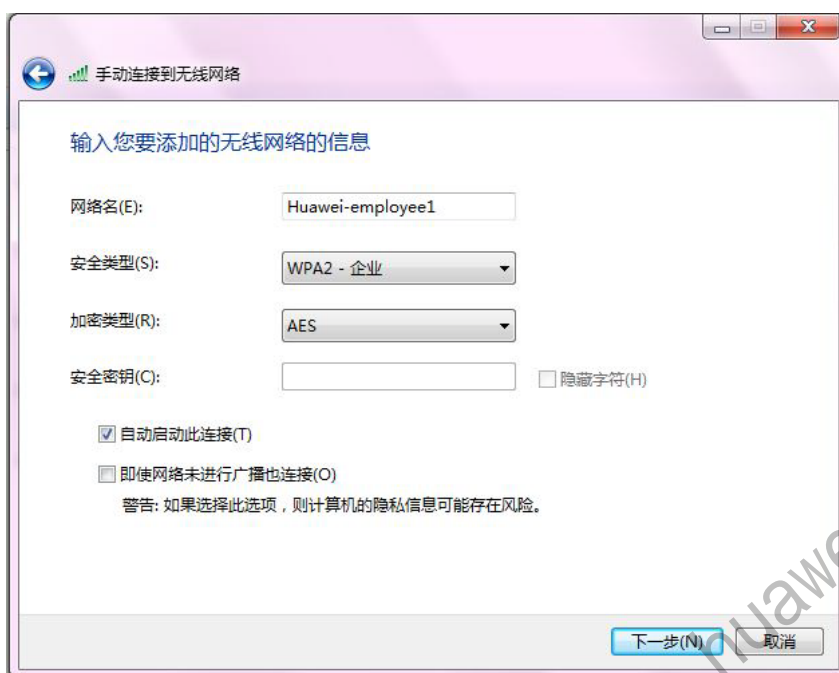 手动连接到无线网络
输入您要添加的无线网络的信息
网络名(E): Huawei-employee1
安全类型(S): WPA2 - 企业
加密类型(R): AES
安全密钥(C): 隐藏字符(H)
自动启动此连接(T)
即使网络未进行广播也连接(O)
警告: 如果选择此选项，则计算机的隐私信息可能存在风险。
下一步(N) 取消
huawe